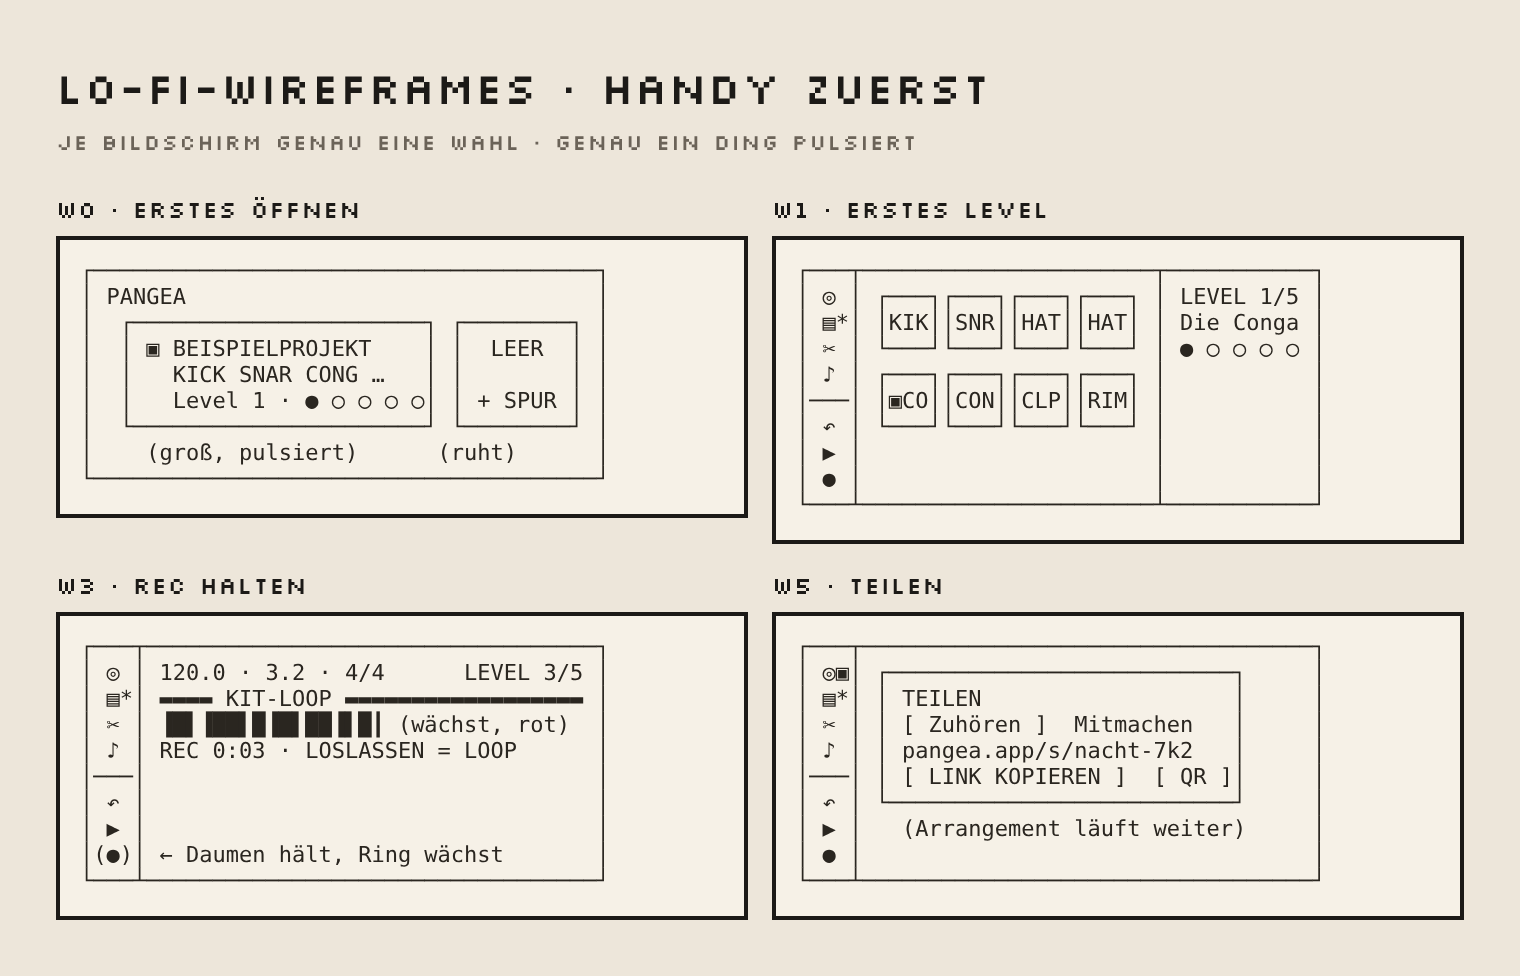 LO-FI-WIREFRAMES · HANDY ZUERST
JE BILDSCHIRM GENAU EINE WAHL · GENAU EIN DING PULSIERT
W0 · ERSTES ÖFFNEN
PANGEA
▣ BEISPIELPROJEKT
KICK SNAR CONG …
Level 1 · ● ○ ○ ○ ○
LEER
+ SPUR
(groß, pulsiert) (ruht)
W1 · ERSTES LEVEL
◎
▤*
✂
♪
↶
▶
●
KIK SNR HAT HAT
▣CO CON CLP RIM
LEVEL 1/5
Die Conga
● ○ ○ ○ ○
W3 · REC HALTEN
◎
▤*
✂
♪
↶
▶
(●)
120.0 · 3.2 · 4/4 LEVEL 3/5
KIT-LOOP
(wächst, rot)
REC 0:03 · LOSLASSEN = LOOP
← Daumen hält, Ring wächst
W5 · TEILEN
◎▣
▤*
✂
♪
↶
▶
●
TEILEN
[ Zuhören ] Mitmachen
pangea.app/s/nacht-7k2
[ LINK KOPIEREN ] [ QR ]
(Arrangement läuft weiter)